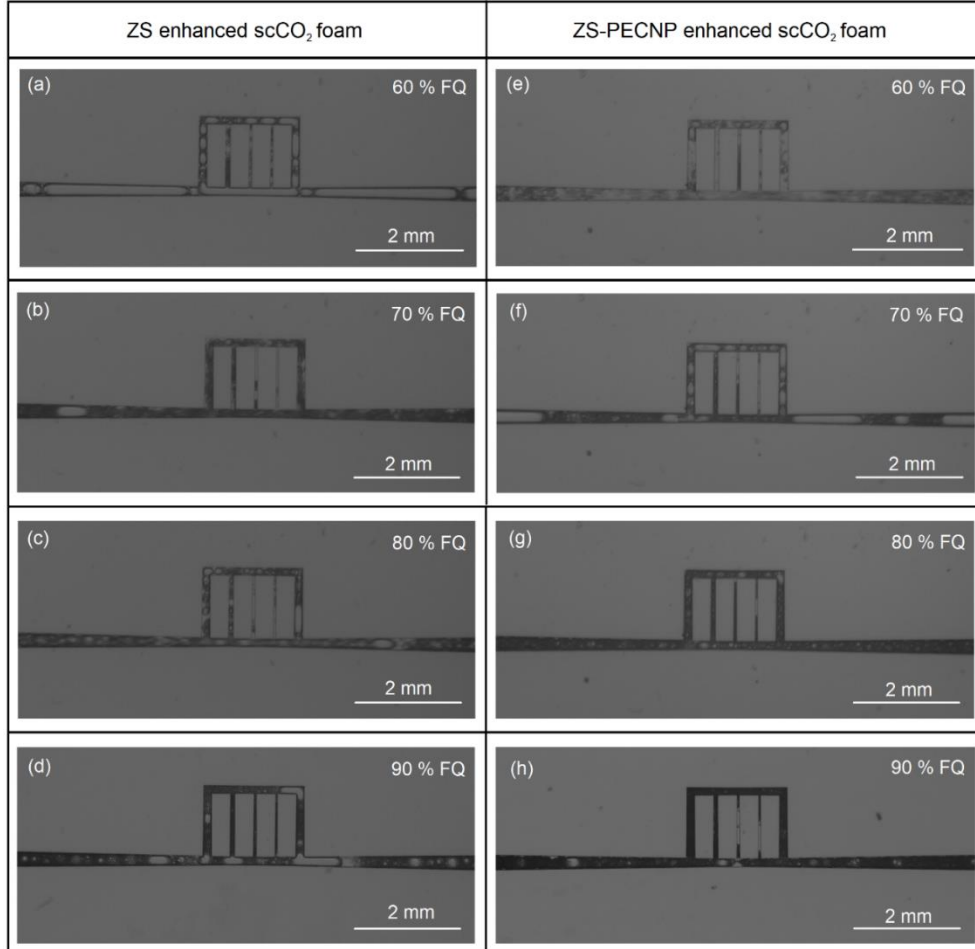 ZS enhanced scCO₂ foam
ZS-PECNP enhanced scCO₂ foam
(a)
60 % FQ
2 mm
(e)
60 % FQ
2 mm
(b)
70 % FQ
2 mm
(f)
70 % FQ
2 mm
(c)
80 % FQ
2 mm
(g)
80 % FQ
2 mm
(d)
90 % FQ
2 mm
(h)
90 % FQ
2 mm